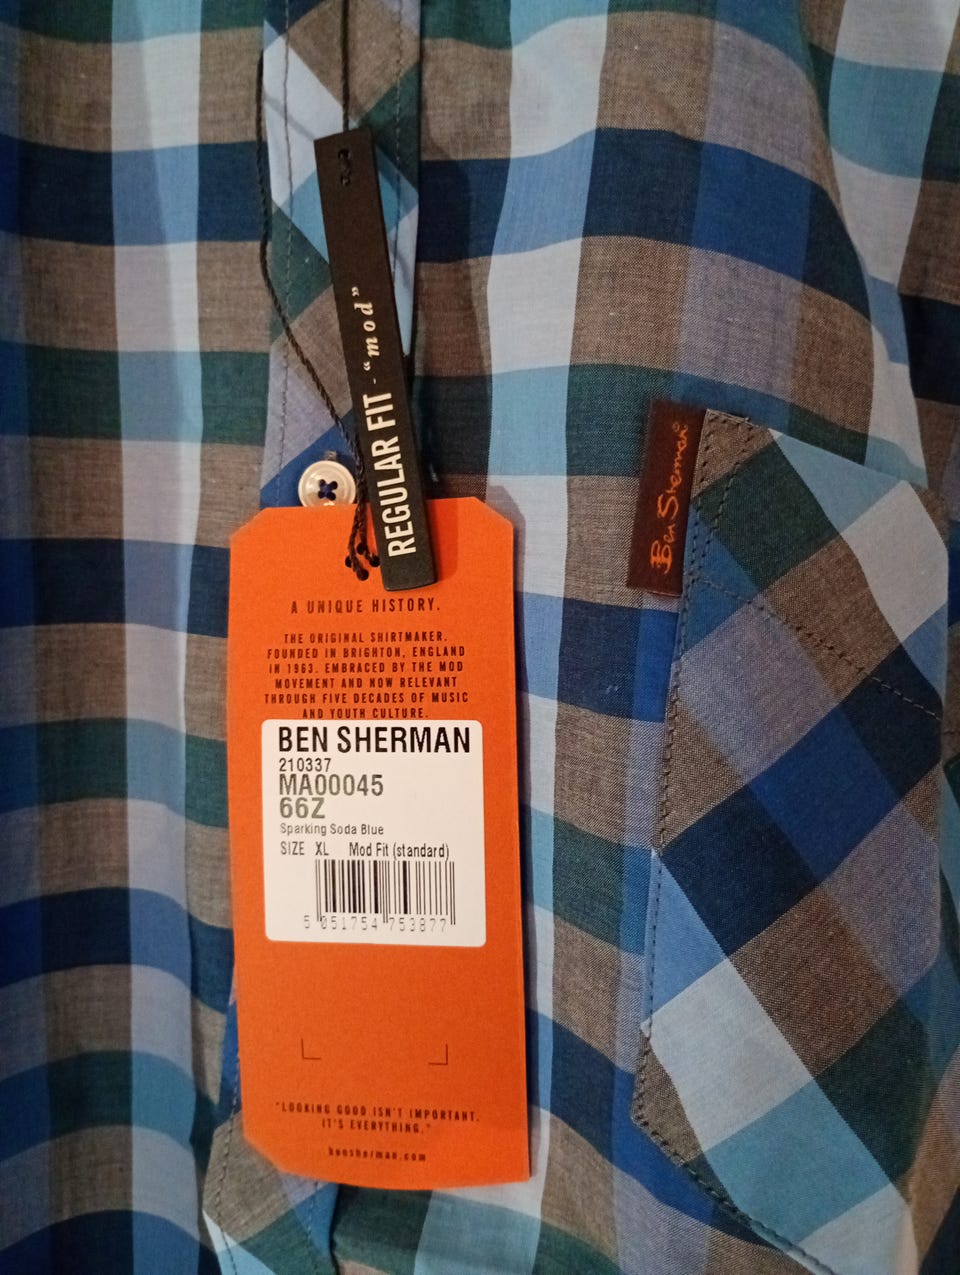 REGULAR FIT - "mod"
Ben Sherman®
A UNIQUE HISTORY.
THE ORIGINAL SHIRTMAKER.
FOUNDED IN BRIGHTON, ENGLAND
IN 1963. EMBRACED BY THE MOD
MOVEMENT AND NOW RELEVANT
THROUGH FIVE DECADES OF MUSIC
AND YOUTH CULTURE.
BEN SHERMAN
210337
MA00045
66Z
Sparking Soda Blue
SIZE XL Mod Fit (standard)
5 051754 753877
"LOOKING GOOD ISN'T IMPORTANT.
IT'S EVERYTHING."
bensherman.com